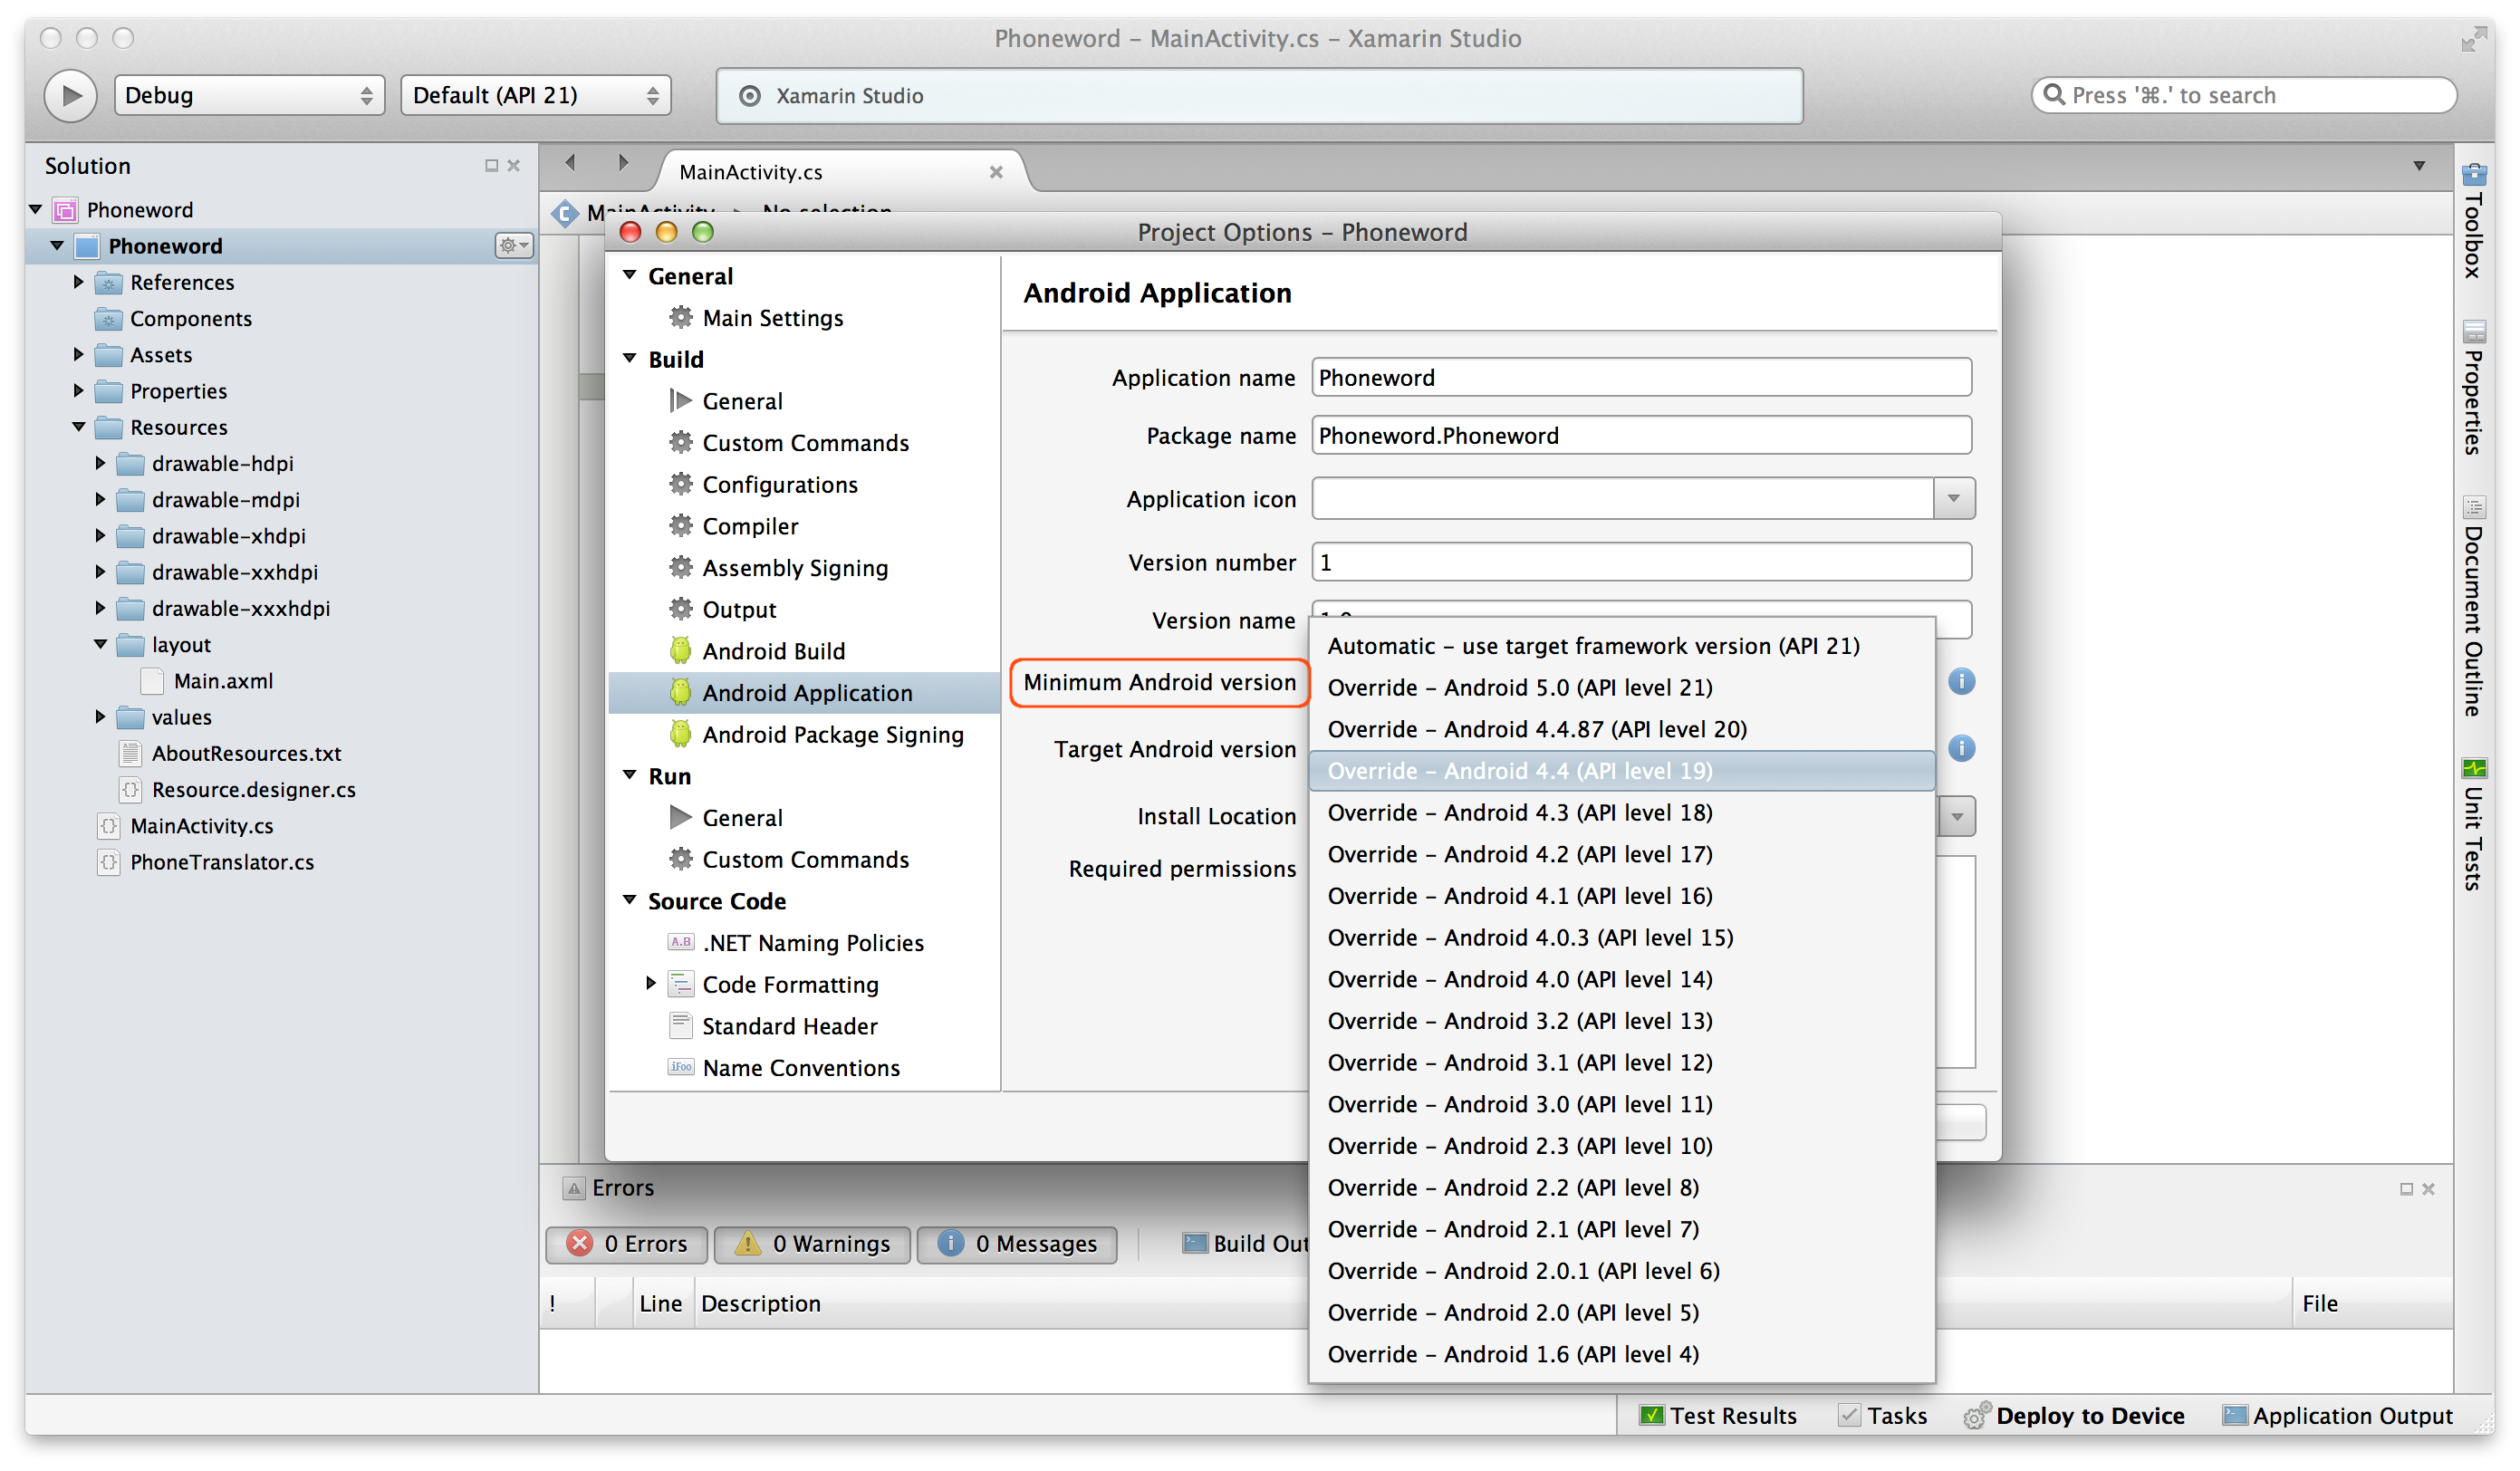 Phoneword – MainActivity.cs – Xamarin Studio
Debug
Default (API 21)
Xamarin Studio
Press '⌘.' to search
Solution
Phoneword
Phoneword
References
Components
Assets
Properties
Resources
drawable-hdpi
drawable-mdpi
drawable-xhdpi
drawable-xxhdpi
drawable-xxxhdpi
layout
Main.axml
values
AboutResources.txt
Resource.designer.cs
MainActivity.cs
PhoneTranslator.cs
MainActivity.cs
MainActivity
No selection
Project Options – Phoneword
General
Main Settings
Build
General
Custom Commands
Configurations
Compiler
Assembly Signing
Output
Android Build
Android Application
Android Package Signing
Run
General
Custom Commands
Source Code
A.B .NET Naming Policies
Code Formatting
Standard Header
iFoo Name Conventions
Android Application
Application name Phoneword
Package name Phoneword.Phoneword
Application icon
Version number 1
Version name
Minimum Android version
Target Android version
Install Location
Required permissions
Automatic – use target framework version (API 21)
Override – Android 5.0 (API level 21)
Override – Android 4.4.87 (API level 20)
Override – Android 4.4 (API level 19)
Override – Android 4.3 (API level 18)
Override – Android 4.2 (API level 17)
Override – Android 4.1 (API level 16)
Override – Android 4.0.3 (API level 15)
Override – Android 4.0 (API level 14)
Override – Android 3.2 (API level 13)
Override – Android 3.1 (API level 12)
Override – Android 3.0 (API level 11)
Override – Android 2.3 (API level 10)
Override – Android 2.2 (API level 8)
Override – Android 2.1 (API level 7)
Override – Android 2.0.1 (API level 6)
Override – Android 2.0 (API level 5)
Override – Android 1.6 (API level 4)
Errors
0 Errors
0 Warnings
0 Messages
Build Out
! Line Description File
Toolbox
Properties
Document Outline
Unit Tests
Test Results
Tasks
Deploy to Device
Application Output